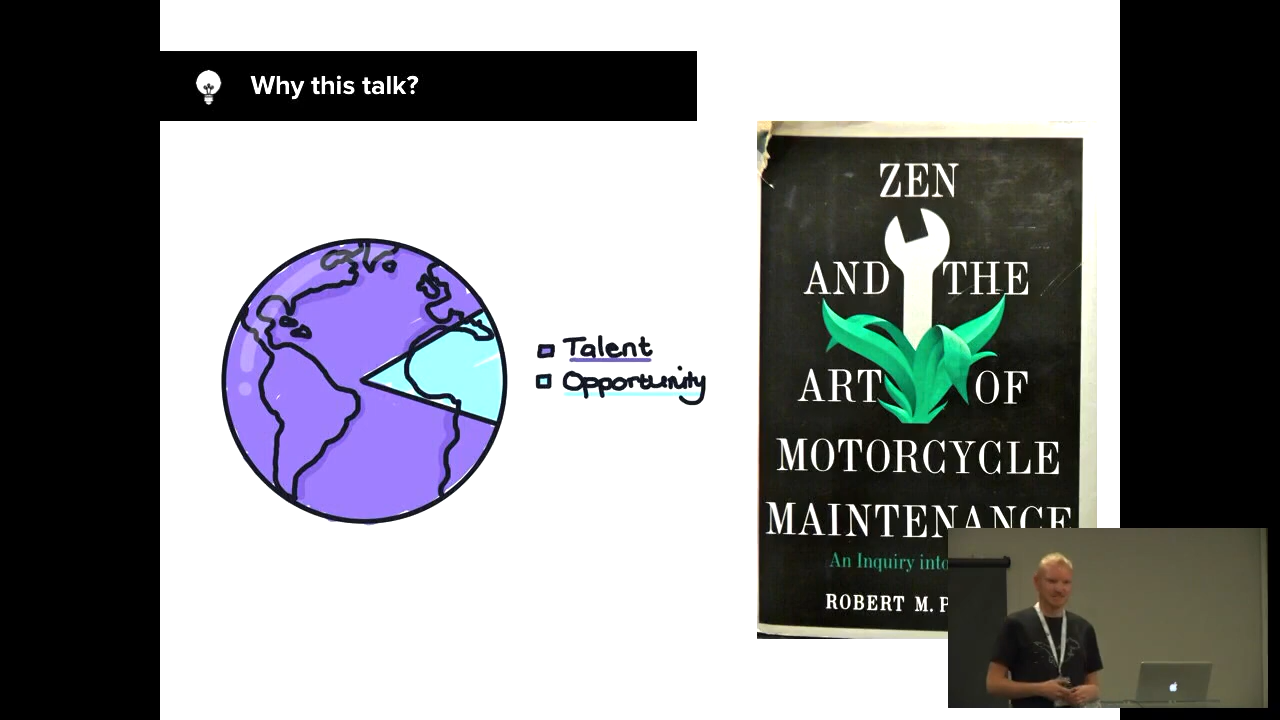 Why this talk?
Talent
Opportunity
ZEN
AND THE
ART OF
MOTORCYCLE
MAINTENANCE
An Inquiry into
ROBERT M.